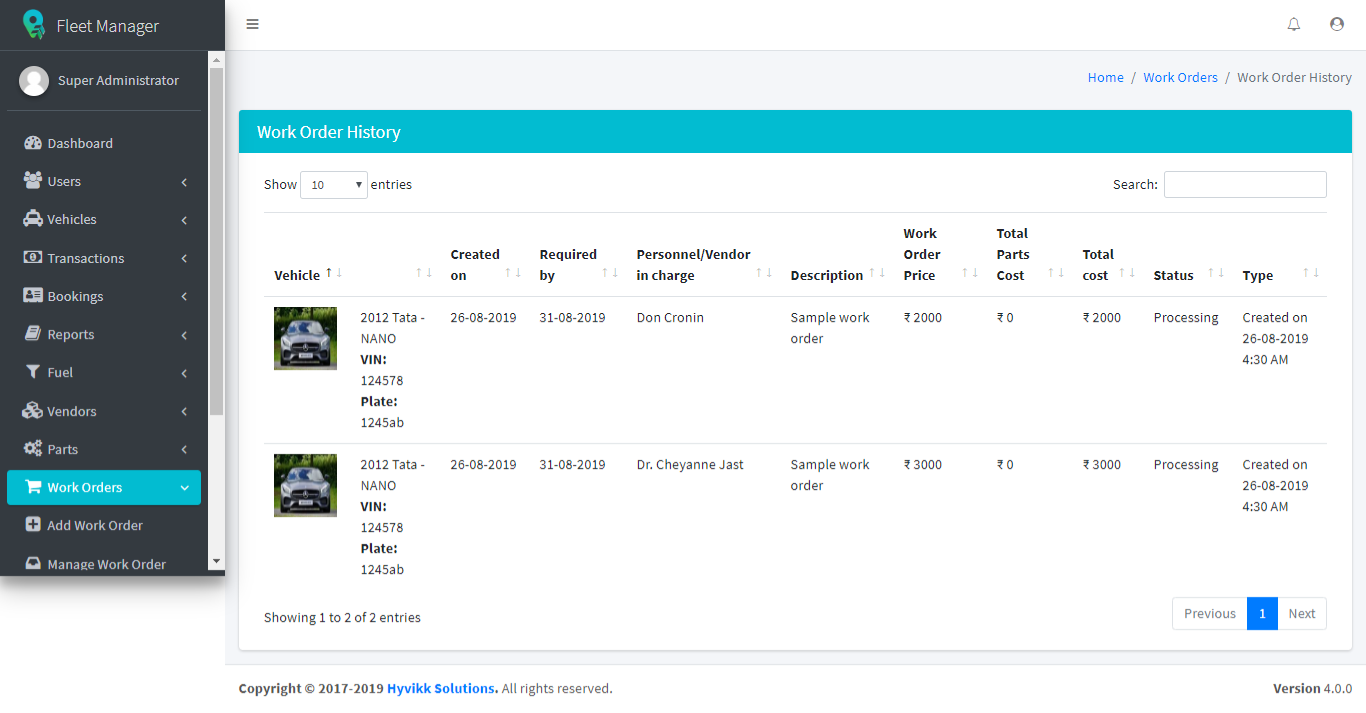 Fleet Manager
Super Administrator
Dashboard
Users
Vehicles
Transactions
Bookings
Reports
Fuel
Vendors
Parts
Work Orders
Add Work Order
Manage Work Order
Home / Work Orders / Work Order History
Work Order History
Show 10 entries
Search:
Vehicle
Created
on
Required
by
Personnel/Vendor
in charge
Description
Work
Order
Price
Total
Parts
Cost
Total
cost
Status
Type
2012 Tata -
NANO
VIN:
124578
Plate:
1245ab
26-08-2019
31-08-2019
Don Cronin
Sample work
order
₹ 2000
₹ 0
₹ 2000
Processing
Created on
26-08-2019
4:30 AM
2012 Tata -
NANO
VIN:
124578
Plate:
1245ab
26-08-2019
31-08-2019
Dr. Cheyanne Jast
Sample work
order
₹ 3000
₹ 0
₹ 3000
Processing
Created on
26-08-2019
4:30 AM
Showing 1 to 2 of 2 entries
Previous 1 Next
Copyright © 2017-2019 Hyvikk Solutions. All rights reserved.
Version 4.0.0